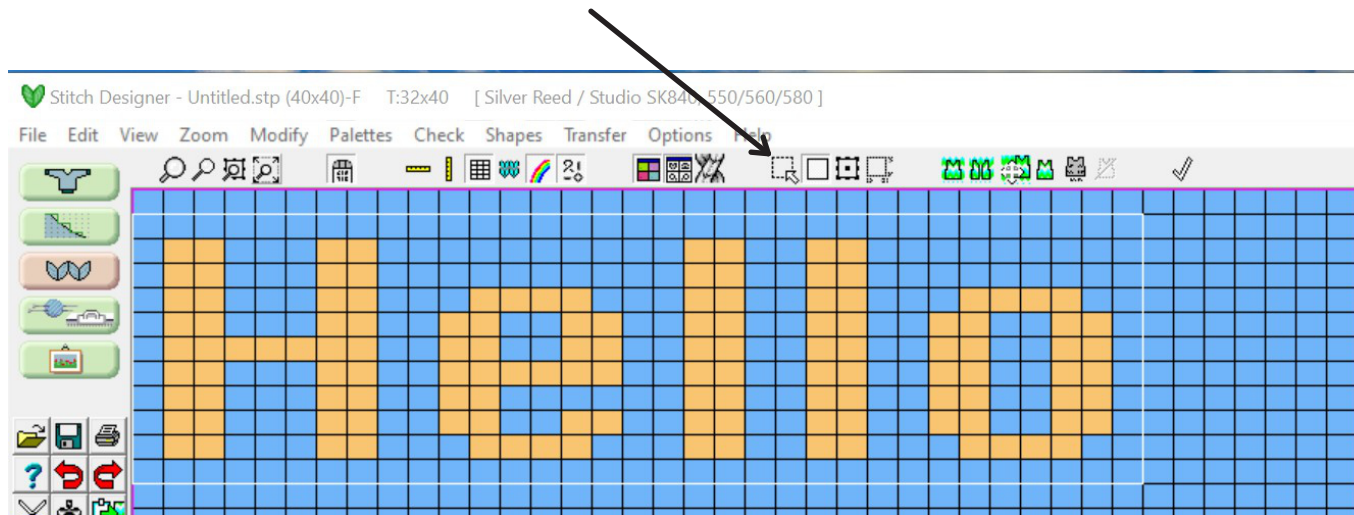 Stitch Designer - Untitled.stp (40x40)-F T:32x40 [ Silver Reed / Studio SK840, 550/560/580 ]
File Edit View Zoom Modify Palettes Check Shapes Transfer Options Help
Hello